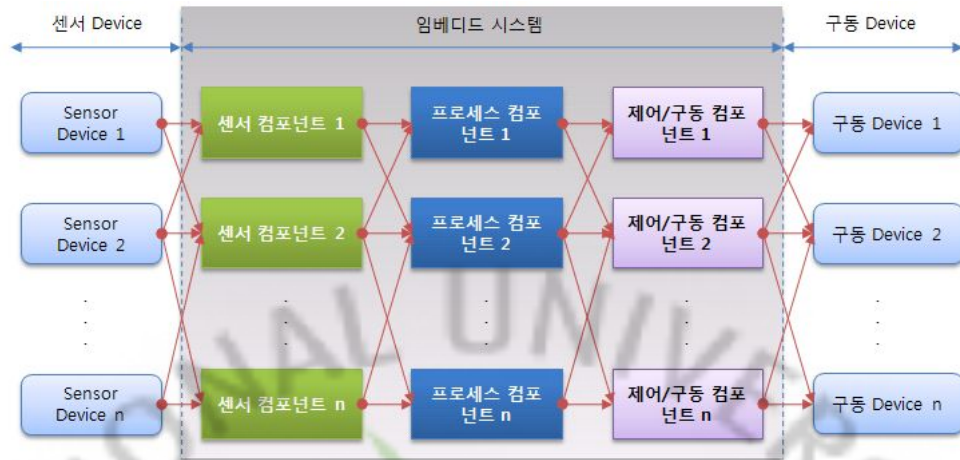 센서 Device
임베디드 시스템
구동 Device
Sensor
Device 1
센서 컴포넌트 1
프로세스 컴포
넌트 1
제어/구동 컴포
넌트 1
구동 Device 1
Sensor
Device 2
센서 컴포넌트 2
프로세스 컴포
넌트 2
제어/구동 컴포
넌트 2
구동 Device 2
Sensor
Device n
센서 컴포넌트 n
프로세스 컴포
넌트 n
제어/구동 컴포
넌트 n
구동 Device n
NAL UNIVER